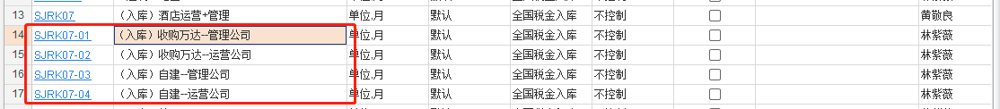 13 SJRK07 （入库）酒店运营+管理 单位,月 默认 全国税金入库 不控制 黄敬良
14 SJRK07-01 （入库）收购万达--管理公司 单位,月 默认 全国税金入库 不控制 林紫薇
15 SJRK07-02 （入库）收购万达--运营公司 单位,月 默认 全国税金入库 不控制 林紫薇
16 SJRK07-03 （入库）自建--管理公司 单位,月 默认 全国税金入库 不控制 林紫薇
17 SJRK07-04 （入库）自建--运营公司 单位,月 默认 全国税金入库 不控制 林紫薇